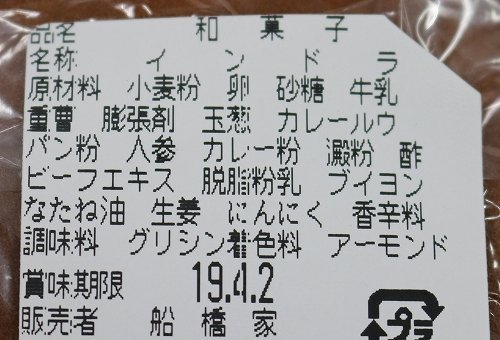 品名 和菓子
名称 インドラ
原材料 小麦粉 卵 砂糖 牛乳
重曹 膨張剤 玉葱 カレールウ
パン粉 人参 カレー粉 澱粉 酢
ビーフエキス 脱脂粉乳 ブイヨン
なたね油 生姜 にんにく 香辛料
調味料 グリシン着色料 アーモンド
賞味期限 19.4.2
販売者 船橋家
プラ